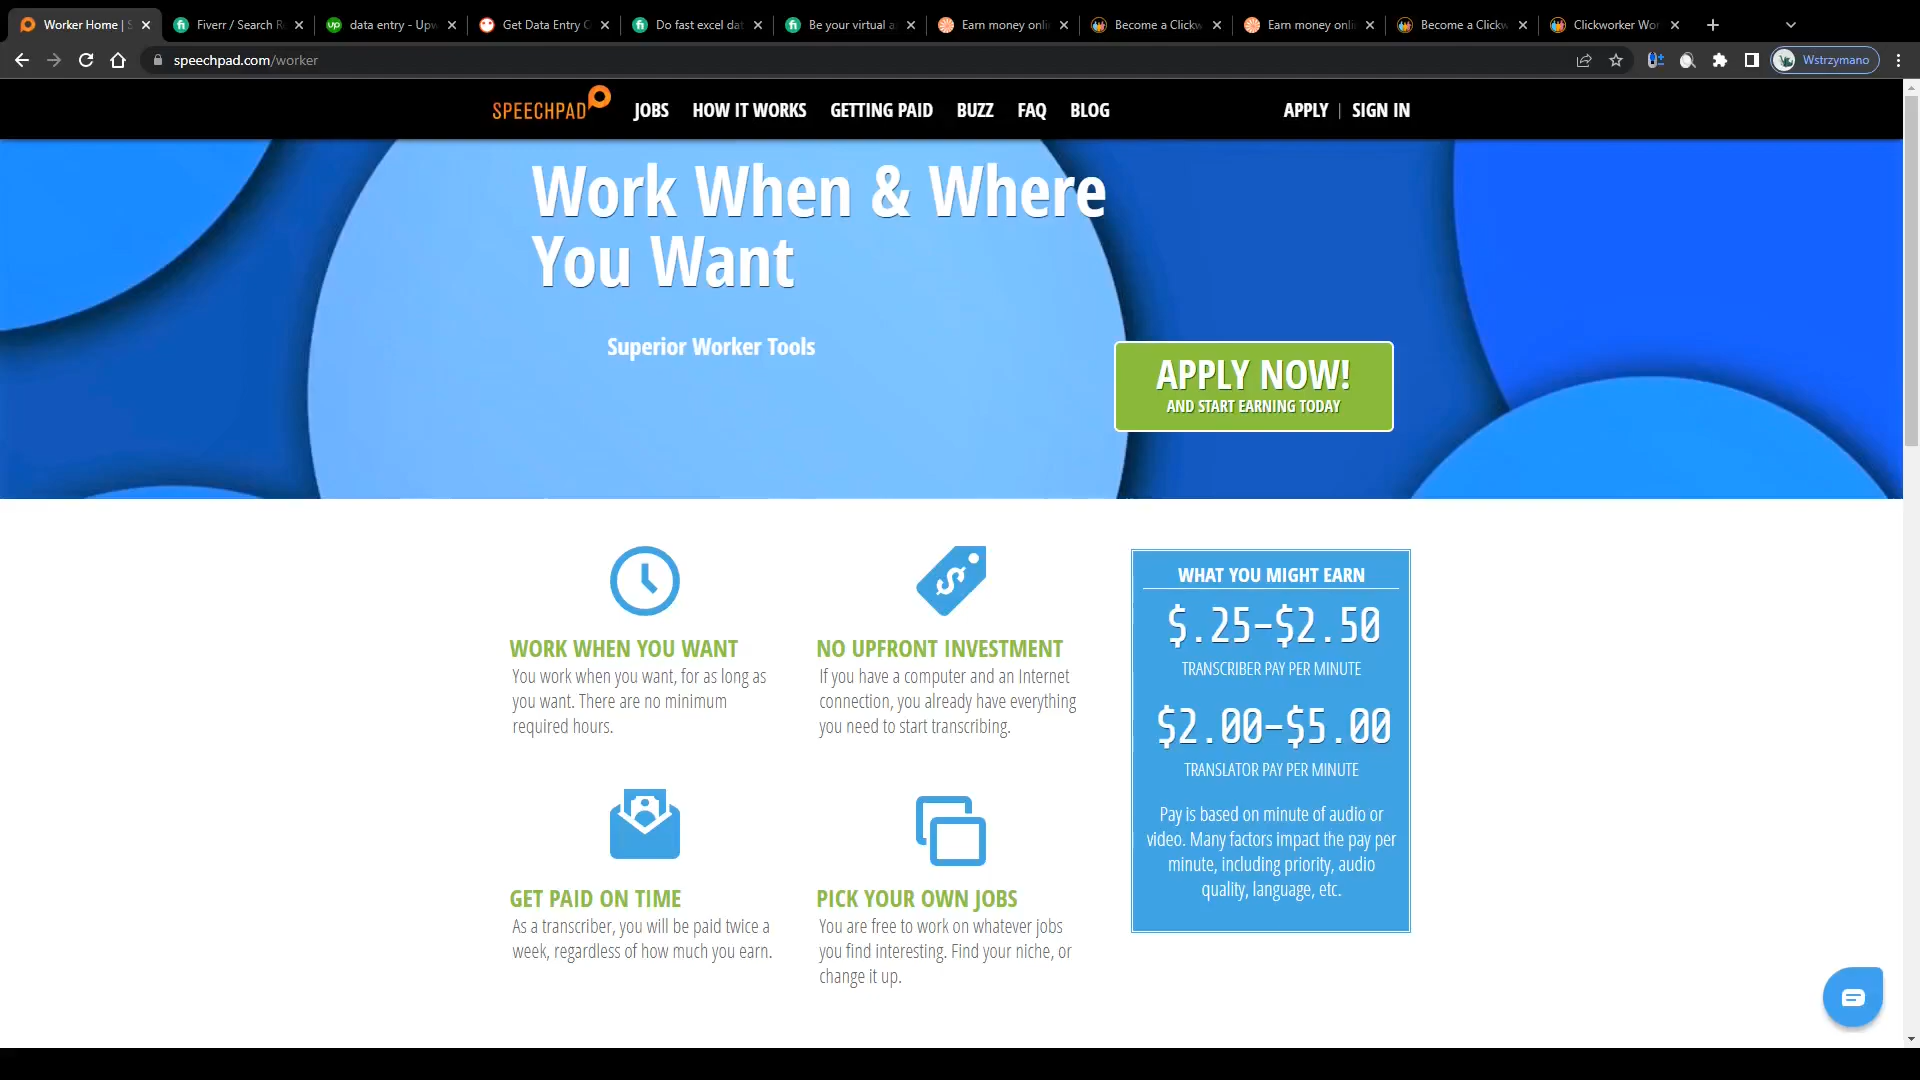 Worker Home | S
Fiverr / Search Re
data entry - Upw
Get Data Entry G
Do fast excel dat
Be your virtual a
Earn money onli
Become a Clickw
Earn money onli
Become a Clickw
Clickworker Wor
speechpad.com/worker
Wstrzymano
SPEECHPAD
JOBS
HOW IT WORKS
GETTING PAID
BUZZ
FAQ
BLOG
APPLY | SIGN IN
Work When & Where
You Want
Superior Worker Tools
APPLY NOW!
AND START EARNING TODAY
WORK WHEN YOU WANT
You work when you want, for as long as
you want. There are no minimum
required hours.
NO UPFRONT INVESTMENT
If you have a computer and an Internet
connection, you already have everything
you need to start transcribing.
GET PAID ON TIME
As a transcriber, you will be paid twice a
week, regardless of how much you earn.
PICK YOUR OWN JOBS
You are free to work on whatever jobs
you find interesting. Find your niche, or
change it up.
WHAT YOU MIGHT EARN
$.25-$2.50
TRANSCRIBER PAY PER MINUTE
$2.00-$5.00
TRANSLATOR PAY PER MINUTE
Pay is based on minute of audio or
video. Many factors impact the pay per
minute, including priority, audio
quality, language, etc.